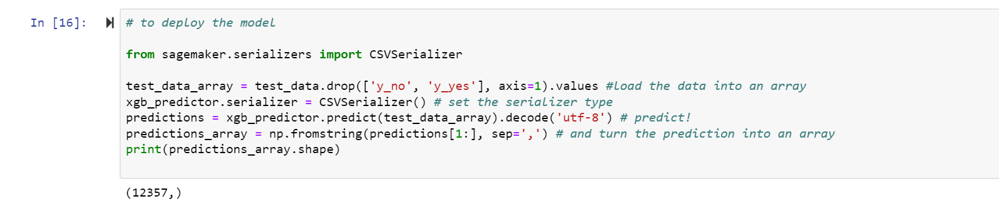 In [16]:
# to deploy the model
from sagemaker.serializers import CSVSerializer
test_data_array = test_data.drop(['y_no', 'y_yes'], axis=1).values #load the data into an array
xgb_predictor.serializer = CSVSerializer() # set the serializer type
predictions = xgb_predictor.predict(test_data_array).decode('utf-8') # predict!
predictions_array = np.fromstring(predictions[1:], sep=',') # and turn the prediction into an array
print(predictions_array.shape)
(12357,)